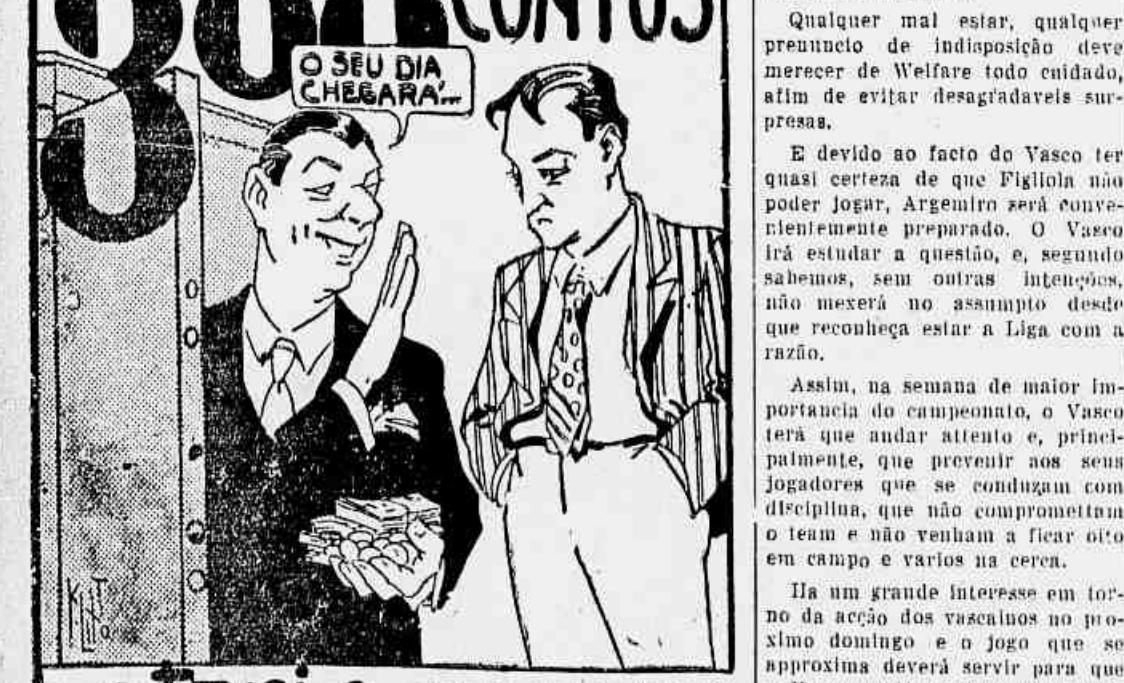 CONTOS
O SEU DIA
CHEGARÁ...
Qualquer mal estar, qualquer
prenuncio de indisposição deve
merecer de Welfare todo cuidado,
afim de evitar desagradaveis sur-
presas.
E devido ao facto do Vasco ter
quasi certeza de que Figliola não
poder jogar, Argemiro será conve-
nientemente preparado. O Vasco
irá estudar a questão, e, segundo
sabemos, sem outras intenções,
não mexerá no assumpto desde
que reconheça estar a Liga com a
razão.
Assim, na semana de maior im-
portancia do campeonato, o Vasco
terá que andar attento e, princi-
palmente, que prevenir aos seus
jogadores que se conduzam com
disciplina, que não compromettam
o team e não venham a ficar oito
em campo e varios na cerca.
Ha um grande interesse em tor-
no da acção dos vascainos no pro-
ximo domingo e o jogo que se
approxima deverá servir para que